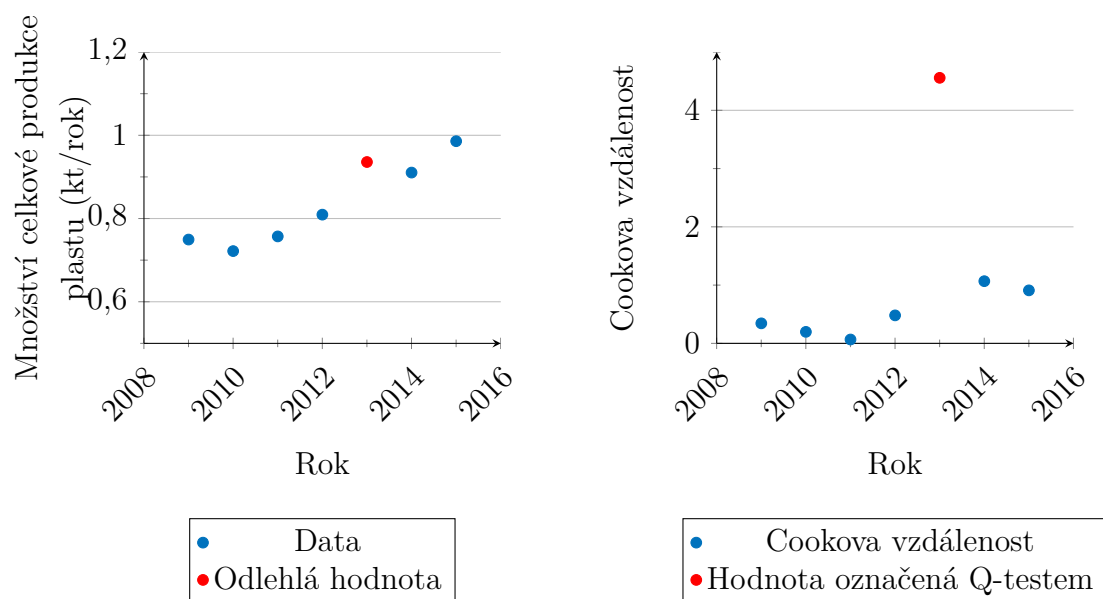 Množství celkové produkce
plastu (kt/rok)
1,2
1
0,8
0,6
2008
2010
2012
2014
2016
Rok
Data
Odlehlá hodnota
Cookova vzdálenost
4
2
0
2008
2010
2012
2014
2016
Rok
Cookova vzdálenost
Hodnota označená Q-testem